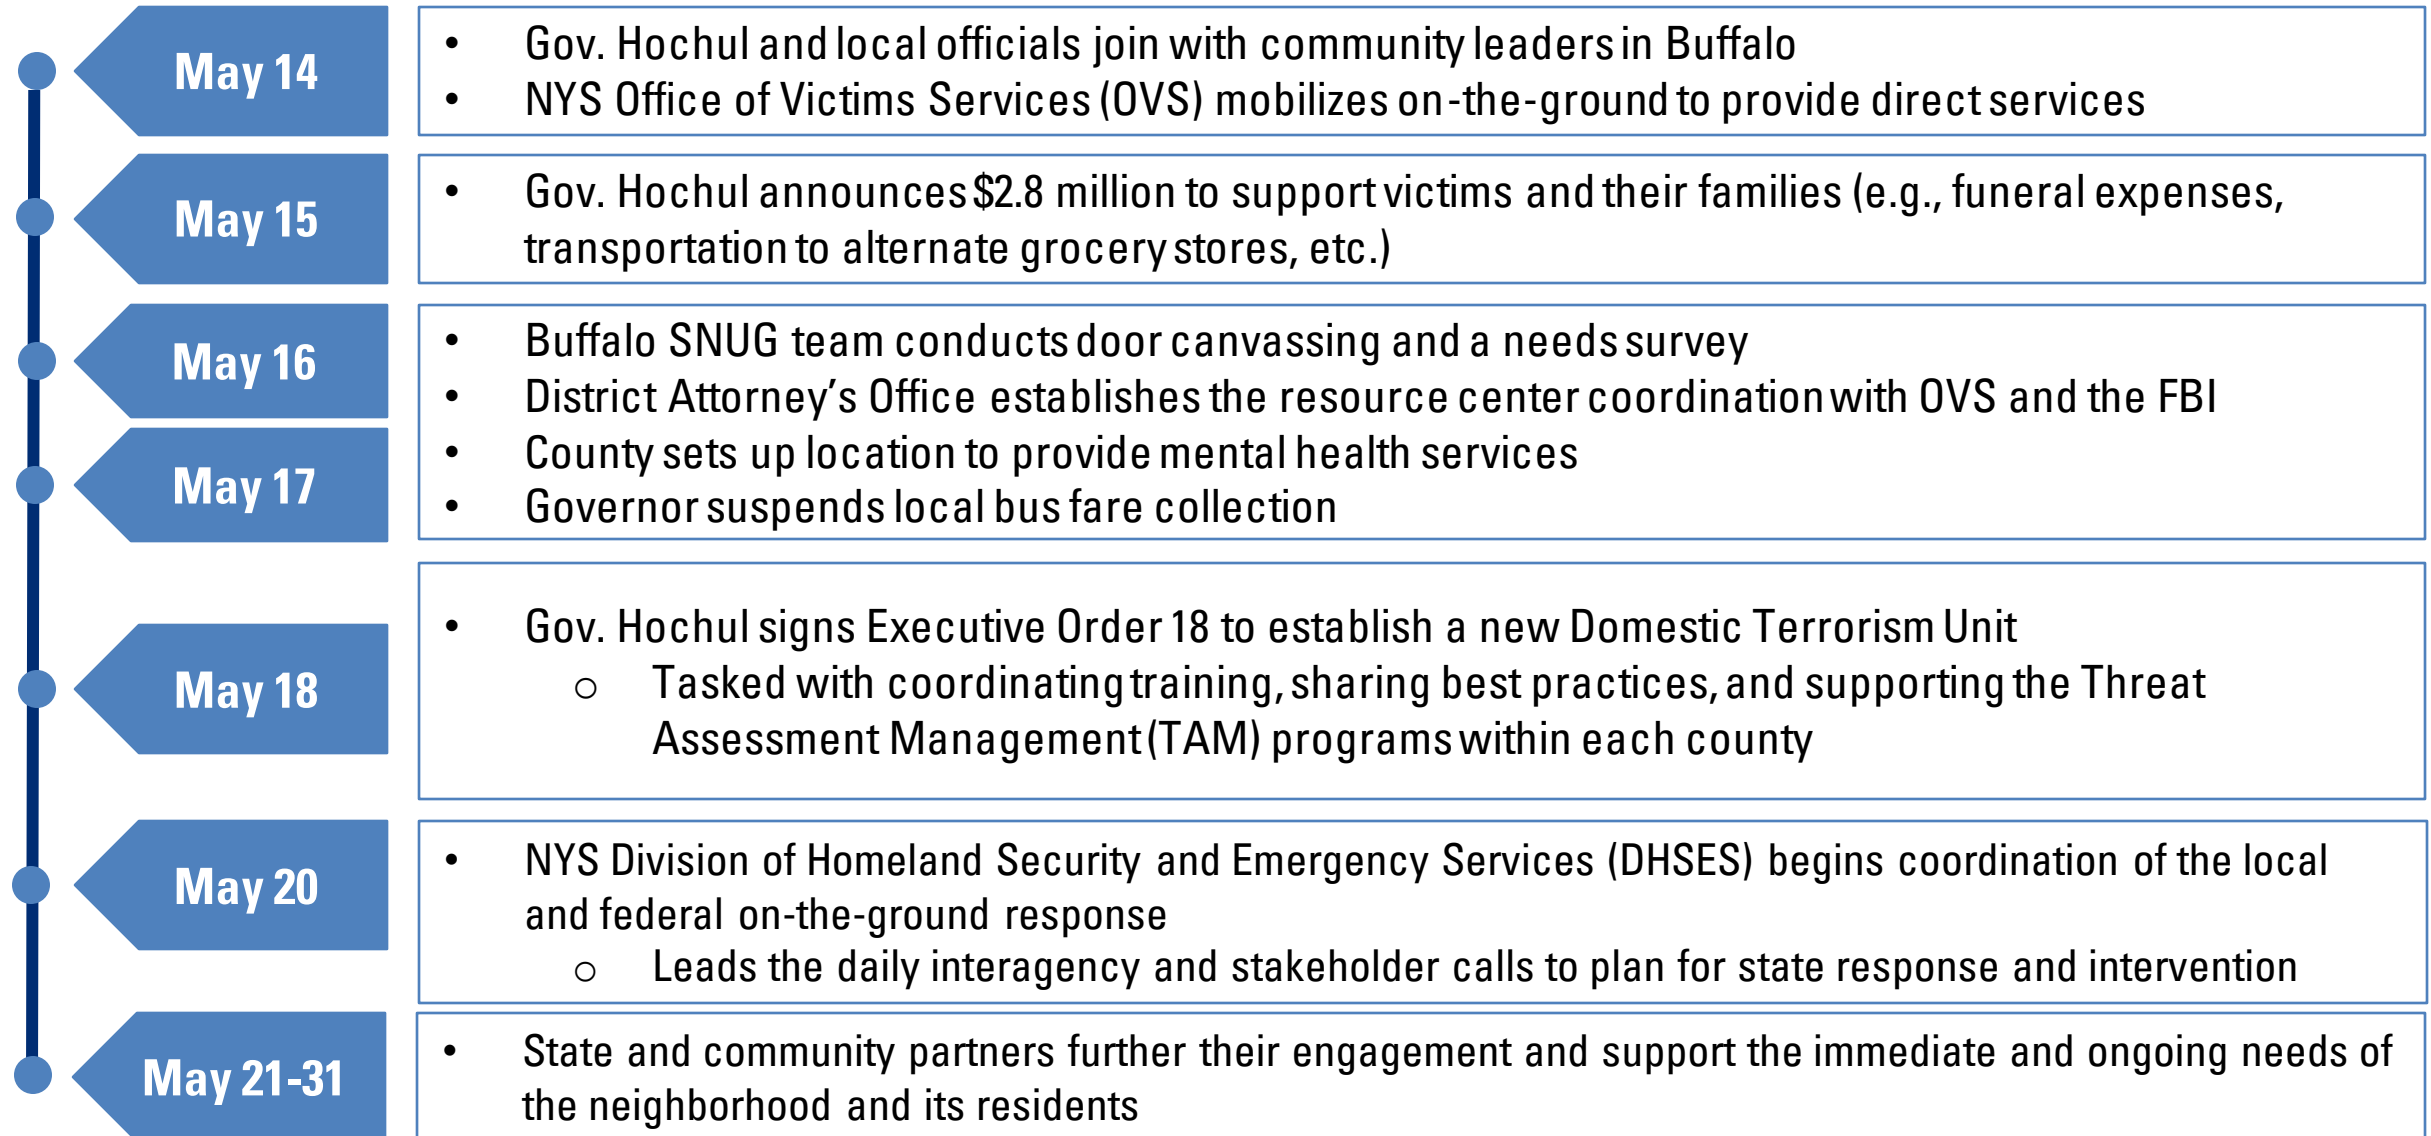 May 14
• Gov. Hochul and local officials join with community leaders in Buffalo
• NYS Office of Victims Services (OVS) mobilizes on-the-ground to provide direct services
May 15
• Gov. Hochul announces $2.8 million to support victims and their families (e.g., funeral expenses,
transportation to alternate grocery stores, etc.)
May 16
May 17
• Buffalo SNUG team conducts door canvassing and a needs survey
• District Attorney’s Office establishes the resource center coordination with OVS and the FBI
• County sets up location to provide mental health services
• Governor suspends local bus fare collection
May 18
• Gov. Hochul signs Executive Order 18 to establish a new Domestic Terrorism Unit
o Tasked with coordinating training, sharing best practices, and supporting the Threat
Assessment Management (TAM) programs within each county
May 20
• NYS Division of Homeland Security and Emergency Services (DHSES) begins coordination of the local
and federal on-the-ground response
o Leads the daily interagency and stakeholder calls to plan for state response and intervention
May 21-31
• State and community partners further their engagement and support the immediate and ongoing needs of
the neighborhood and its residents